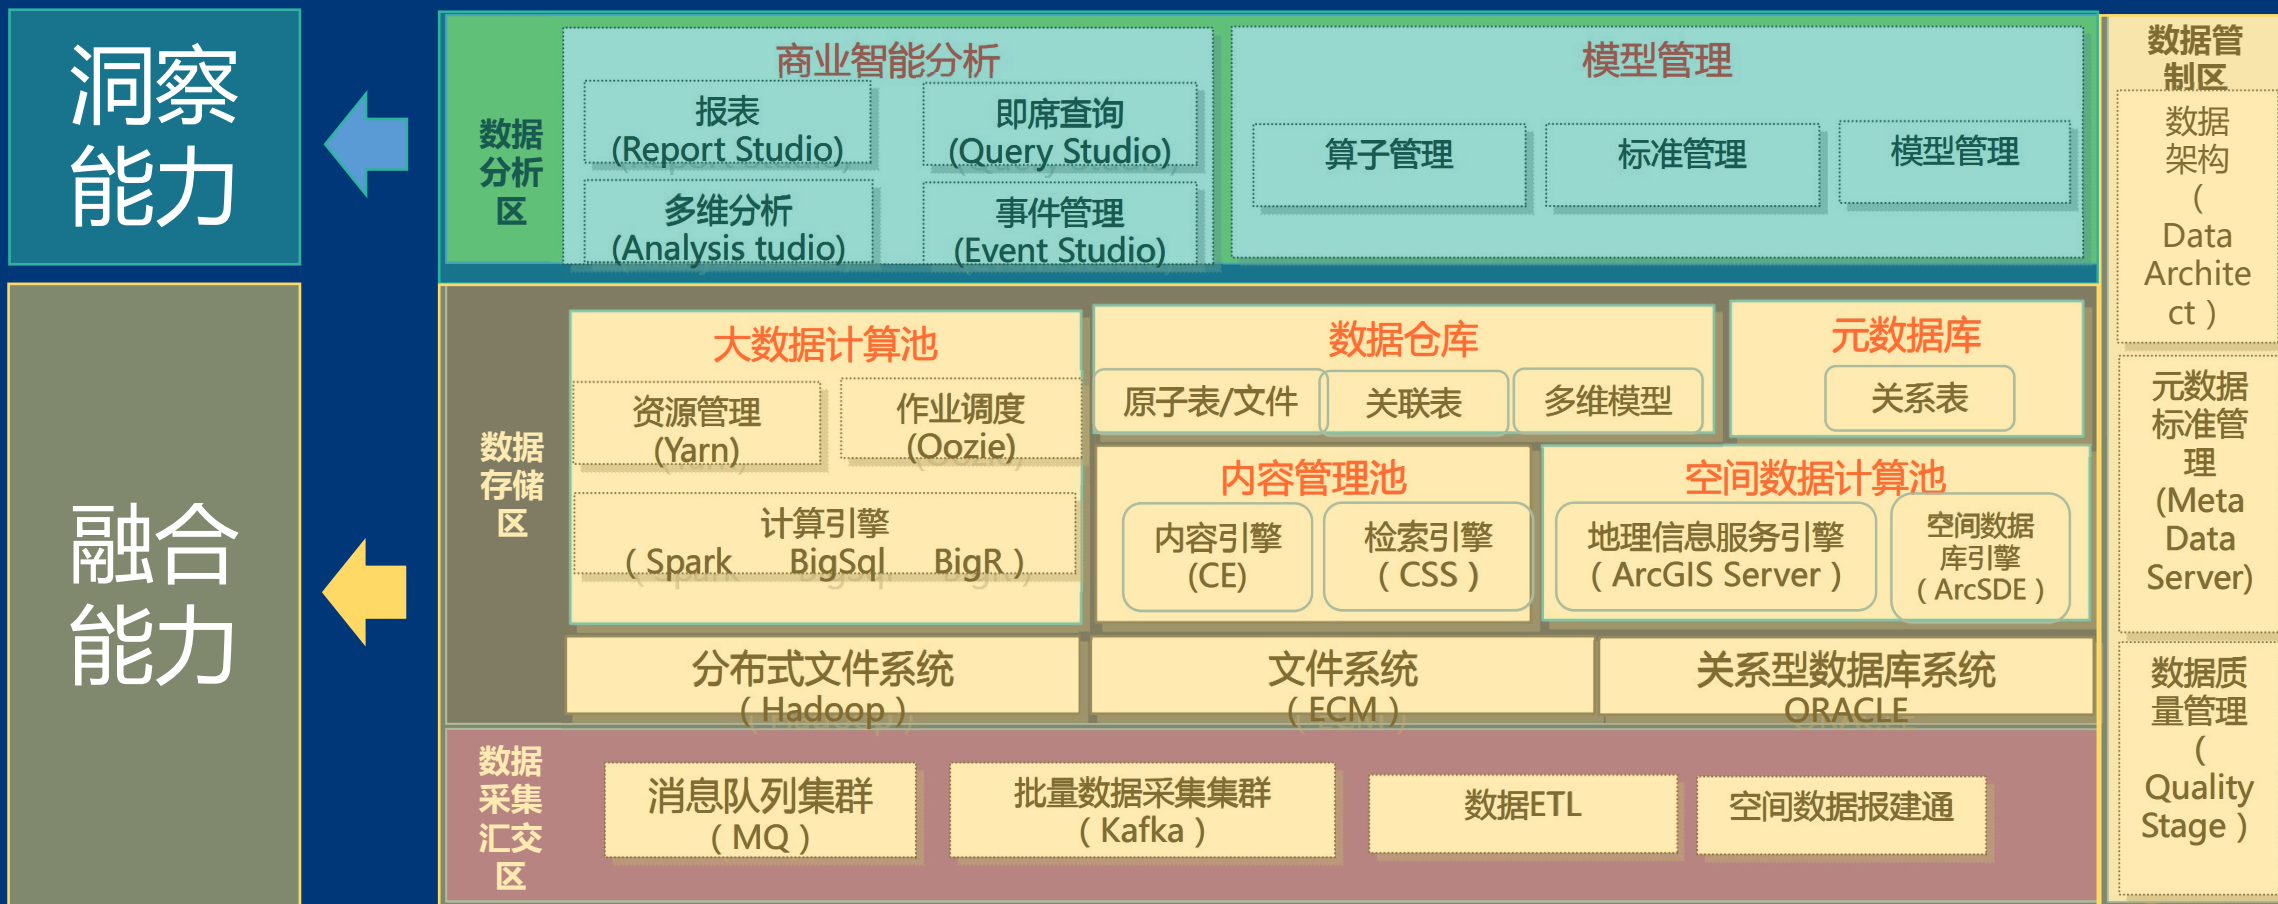 洞察
能力
融合
能力
数据
分析
区
商业智能分析
报表
(Report Studio)
即席查询
(Query Studio)
多维分析
(Analysis tudio)
事件管理
(Event Studio)
模型管理
算子管理
标准管理
模型管理
数据
存储
区
大数据计算池
资源管理
(Yarn)
作业调度
(Oozie)
计算引擎
（Spark BigSql BigR）
数据仓库
原子表/文件
关联表
多维模型
元数据库
关系表
内容管理池
内容引擎
(CE)
检索引擎
（CSS）
空间数据计算池
地理信息服务引擎
（ArcGIS Server）
空间数据
库引擎
（ArcSDE）
分布式文件系统
（Hadoop）
文件系统
（ECM）
关系型数据库系统
ORACLE
数据
采集
汇交
区
消息队列集群
（MQ）
批量数据采集集群
（Kafka）
数据ETL
空间数据报建通
数据管
制区
数据
架构
（
Data
Archite
ct）
元数据
标准管
理
(Meta
Data
Server)
数据质
量管理
（
Quality
Stage）